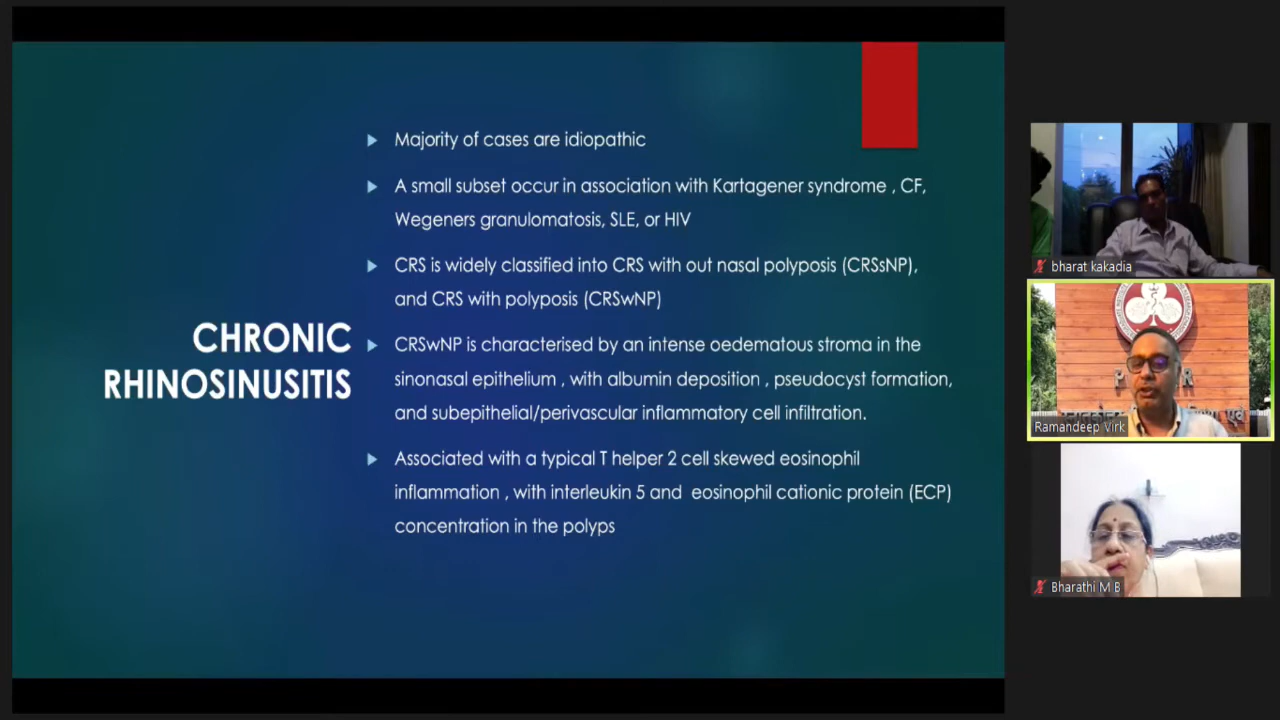 CHRONIC
RHINOSINUSITIS
Majority of cases are idiopathic
A small subset occur in association with Kartagener syndrome , CF,
Wegeners granulomatosis, SLE, or HIV
CRS is widely classified into CRS with out nasal polyposis (CRSsNP),
and CRS with polyposis (CRSwNP)
CRSwNP is characterised by an intense oedematous stroma in the
sinonasal epithelium , with albumin deposition , pseudocyst formation,
and subepithelial/perivascular inflammatory cell infiltration.
Associated with a typical T helper 2 cell skewed eosinophil
inflammation , with interleukin 5 and eosinophil cationic protein (ECP)
concentration in the polyps
bharat kakadia
Ramandeep Virk
Bharathi M B